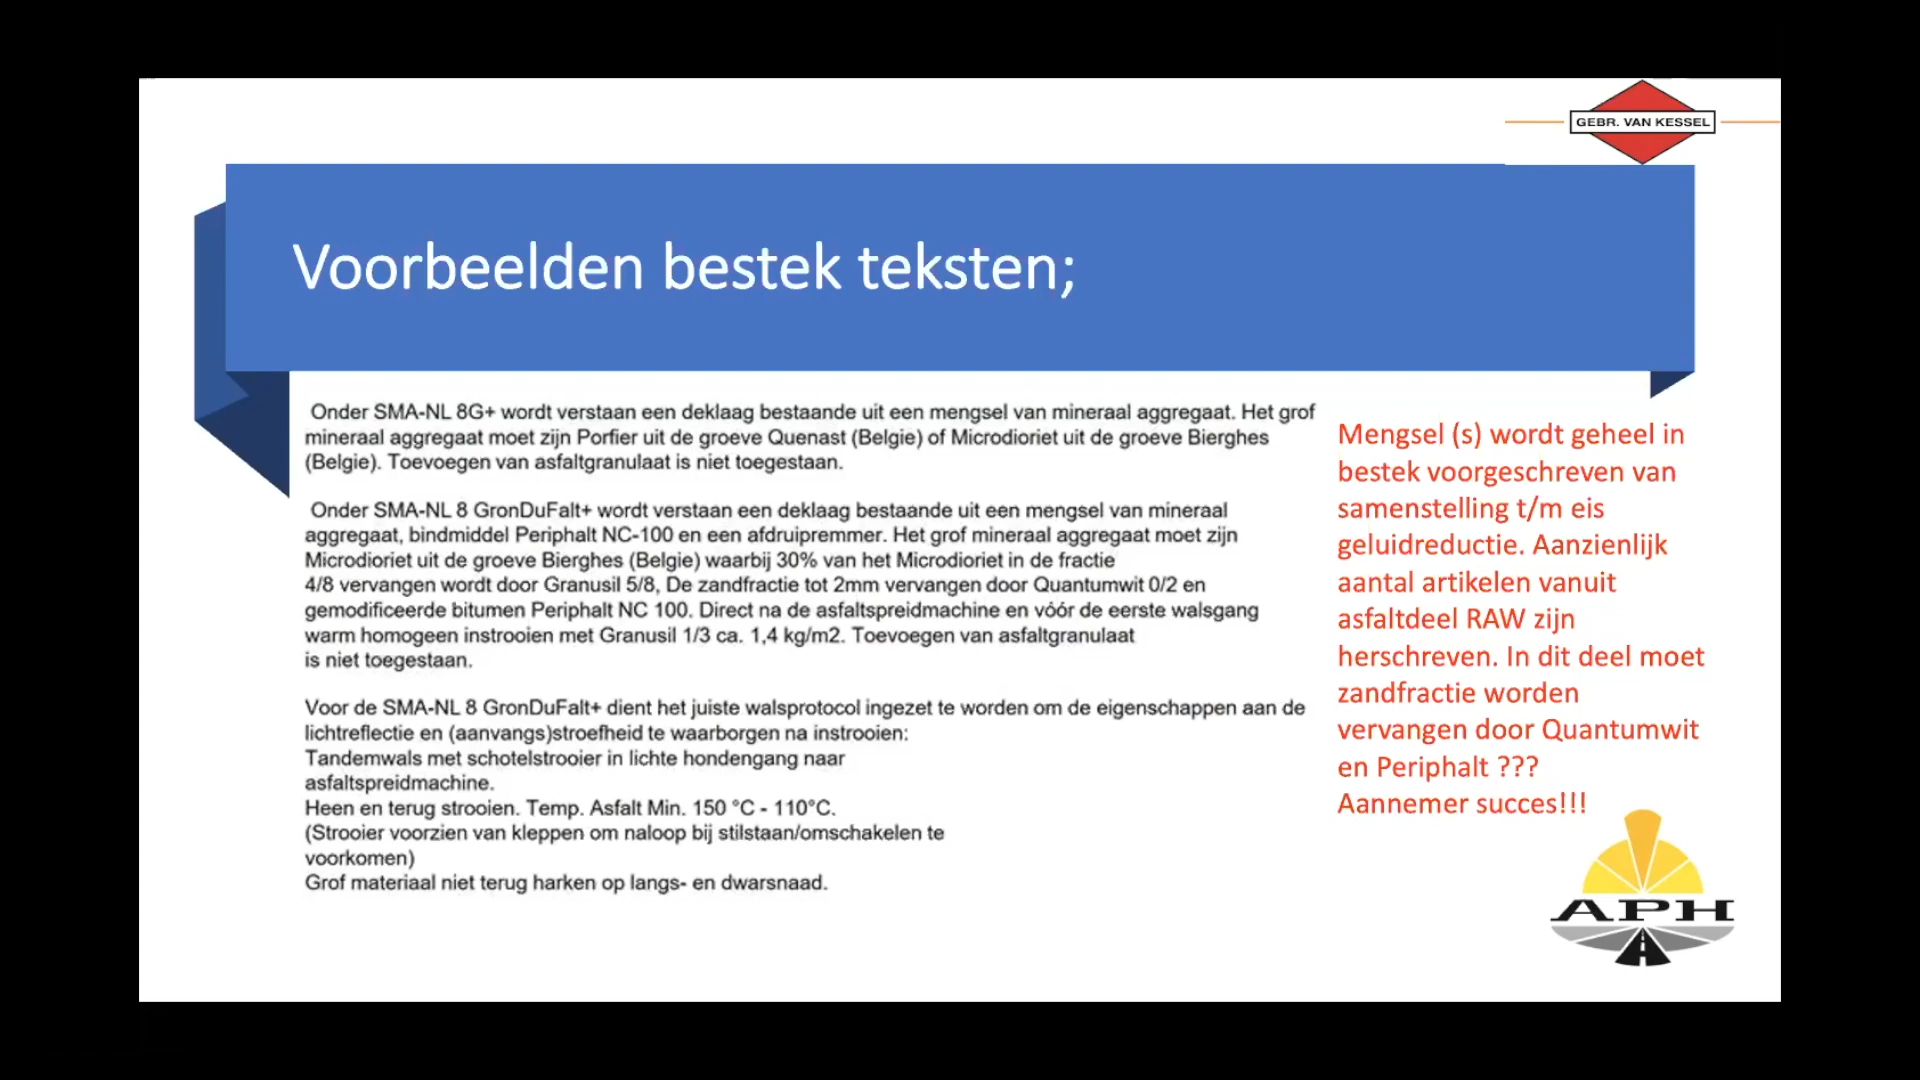 GEBR. VAN KESSEL
Voorbeelden bestek teksten;
Onder SMA-NL 8G+ wordt verstaan een deklaag bestaande uit een mengsel van mineraal aggregaat. Het grof
mineraal aggregaat moet zijn Porfier uit de groeve Quenast (Belgie) of Microdioriet uit de groeve Bierghes
(Belgie). Toevoegen van asfaltgranulaat is niet toegestaan.
Onder SMA-NL 8 GronDuFalt+ wordt verstaan een deklaag bestaande uit een mengsel van mineraal
aggregaat, bindmiddel Periphalt NC-100 en een afdruipremmer. Het grof mineraal aggregaat moet zijn
Microdioriet uit de groeve Bierghes (Belgie) waarbij 30% van het Microdioriet in de fractie
4/8 vervangen wordt door Granusil 5/8, De zandfractie tot 2mm vervangen door Quantumwit 0/2 en
gemodificeerde bitumen Periphalt NC 100. Direct na de asfaltspreidmachine en vóór de eerste walsgang
warm homogeen instrooien met Granusil 1/3 ca. 1,4 kg/m2. Toevoegen van asfaltgranulaat
is niet toegestaan.
Voor de SMA-NL 8 GronDuFalt+ dient het juiste walsprotocol ingezet te worden om de eigenschappen aan de
lichtreflectie en (aanvangs)stroefheid te waarborgen na instrooien:
Tandemwals met schotelstrooier in lichte hondengang naar
asfaltspreidmachine.
Heen en terug strooien. Temp. Asfalt Min. 150 °C - 110°C.
(Strooier voorzien van kleppen om naloop bij stilstaan/omschakelen te
voorkomen)
Grof materiaal niet terug harken op langs- en dwarsnaad.
Mengsel (s) wordt geheel in
bestek voorgeschreven van
samenstelling t/m eis
geluidreductie. Aanzienlijk
aantal artikelen vanuit
asfaltdeel RAW zijn
herschreven. In dit deel moet
zandfractie worden
vervangen door Quantumwit
en Periphalt ???
Aannemer succes!!!
APH